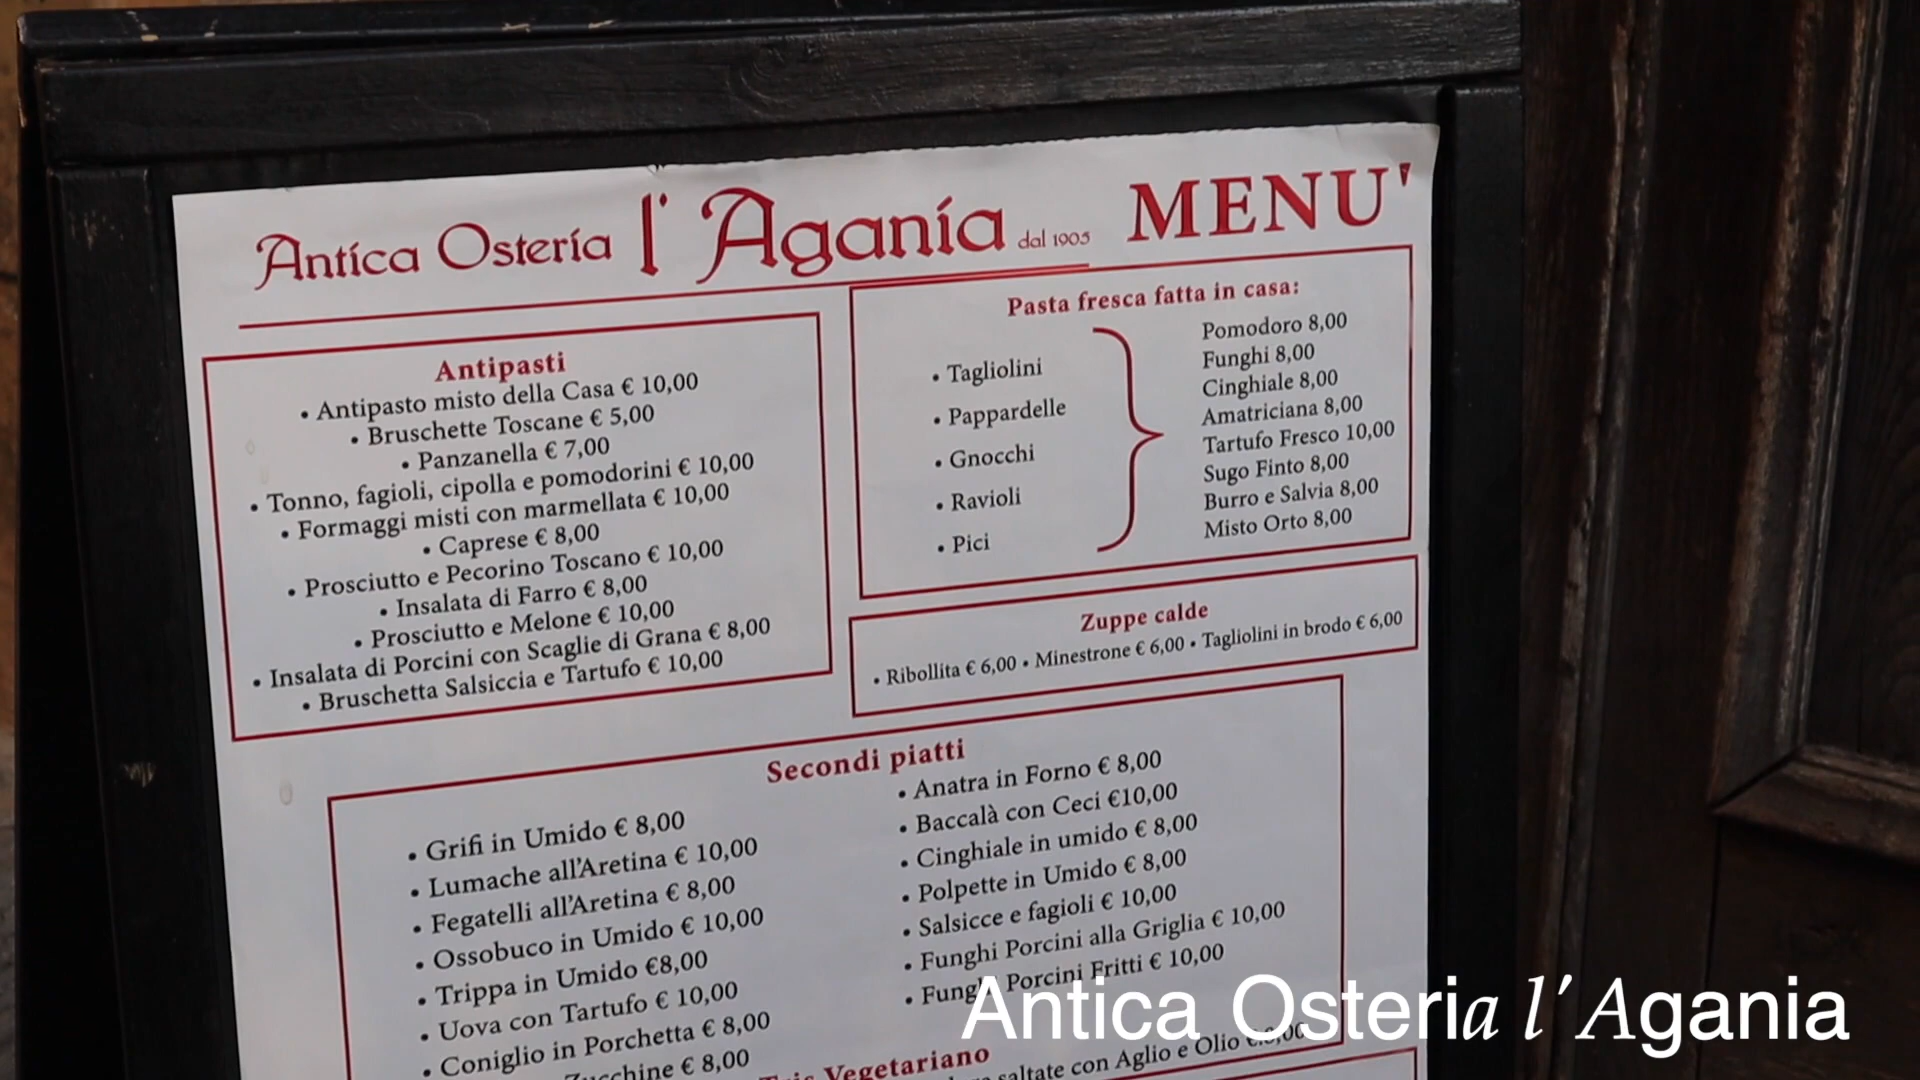 Antica Osteria l'Agania dal 1905 MENU'
Antipasti
• Antipasto misto della Casa € 10,00
• Bruschette Toscane € 5,00
• Panzanella € 7,00
• Tonno, fagioli, cipolla e pomodorini € 10,00
• Formaggi misti con marmellata € 10,00
• Caprese € 8,00
• Prosciutto e Pecorino Toscano € 10,00
• Insalata di Farro € 8,00
• Prosciutto e Melone € 10,00
• Insalata di Porcini con Scaglie di Grana € 8,00
• Bruschetta Salsiccia e Tartufo € 10,00
Pasta fresca fatta in casa:
• Tagliolini
• Pappardelle
• Gnocchi
• Ravioli
• Pici
Pomodoro 8,00
Funghi 8,00
Cinghiale 8,00
Amatriciana 8,00
Tartufo Fresco 10,00
Sugo Finto 8,00
Burro e Salvia 8,00
Misto Orto 8,00
Zuppe calde
• Ribollita € 6,00 • Minestrone € 6,00 • Tagliolini in brodo € 6,00
Secondi piatti
• Grifi in Umido € 8,00
• Lumache all'Aretina € 10,00
• Fegatelli all'Aretina € 8,00
• Ossobuco in Umido € 10,00
• Trippa in Umido €8,00
• Uova con Tartufo € 10,00
• Coniglio in Porchetta € 8,00
€ 8,00
• Anatra in Forno € 8,00
• Baccalà con Ceci €10,00
• Cinghiale in umido € 8,00
• Polpette in Umido € 8,00
• Salsicce e fagioli € 10,00
• Funghi Porcini alla Griglia € 10,00
• Funghi Porcini Fritti € 10,00
Vegetariano
saltate con Aglio e Olio
Antica Osteria l'Agania